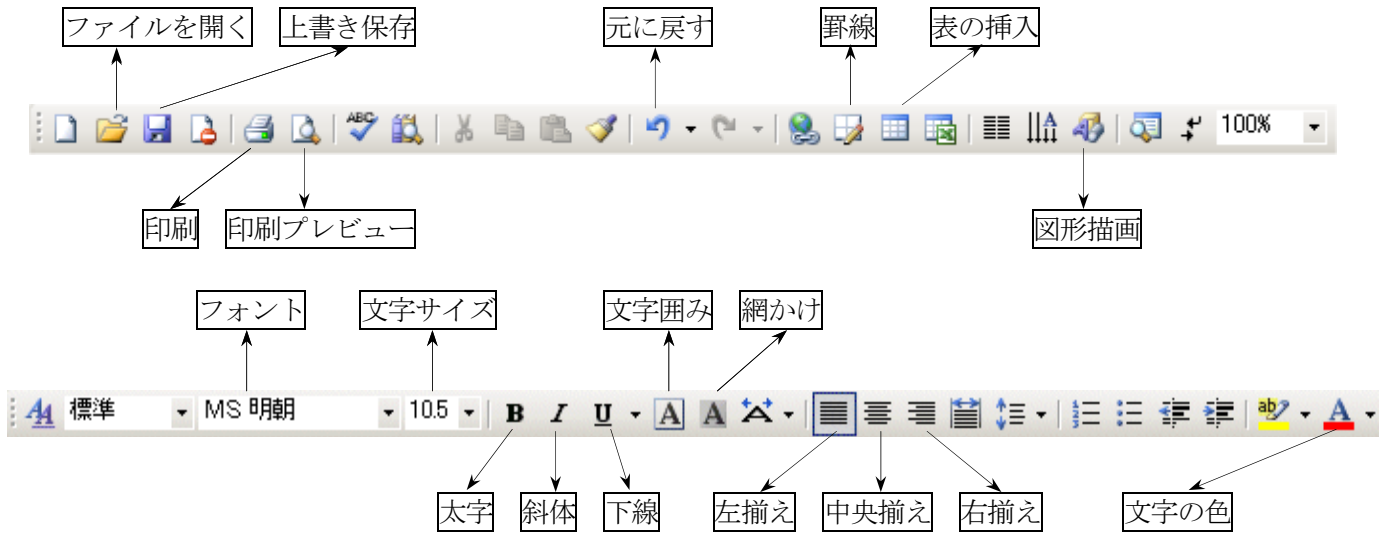 ファイルを開く 上書き保存 元に戻す 罫線 表の挿入
ABC 100%
印刷 印刷プレビュー 図形描画
フォント 文字サイズ 文字囲み 網かけ
標準 MS 明朝 10.5 B I U A A A ab A
太字 斜体 下線 左揃え 中央揃え 右揃え 文字の色